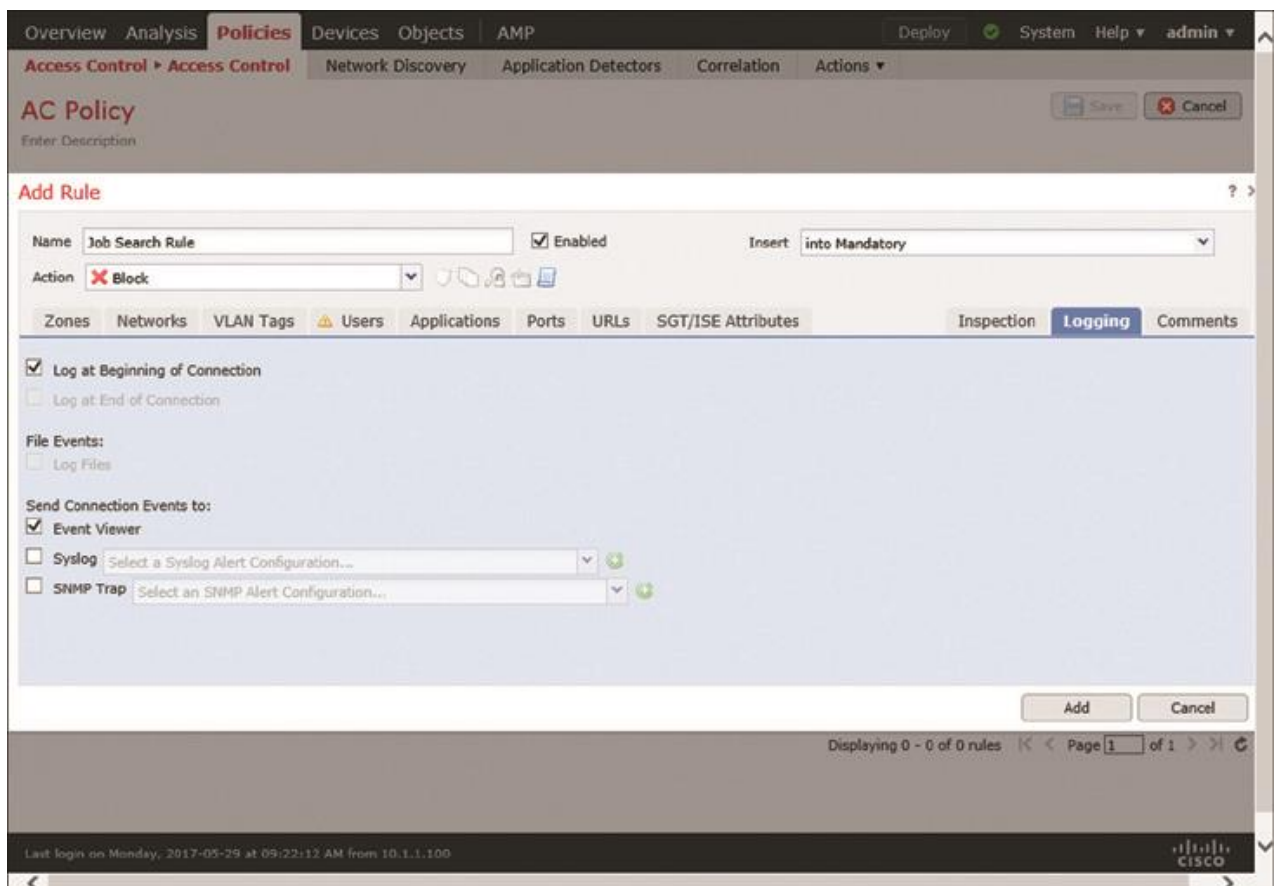 Overview Analysis Policies Devices Objects AMP Deploy System Help admin
Access Control ▸ Access Control Network Discovery Application Detectors Correlation Actions
AC Policy
Save Cancel
Enter Description
Add Rule ?
Name Job Search Rule Enabled Insert into Mandatory
Action Block
Zones Networks VLAN Tags Users Applications Ports URLs SGT/ISE Attributes Inspection Logging Comments
Log at Beginning of Connection
Log at End of Connection
File Events:
Log Files
Send Connection Events to:
Event Viewer
Syslog Select a Syslog Alert Configuration...
SNMP Trap Select an SNMP Alert Configuration...
Add Cancel
Displaying 0 - 0 of 0 rules Page 1 of 1
Last login on Monday, 2017-05-29 at 09:22:12 AM from 10.1.1.100
CISCO